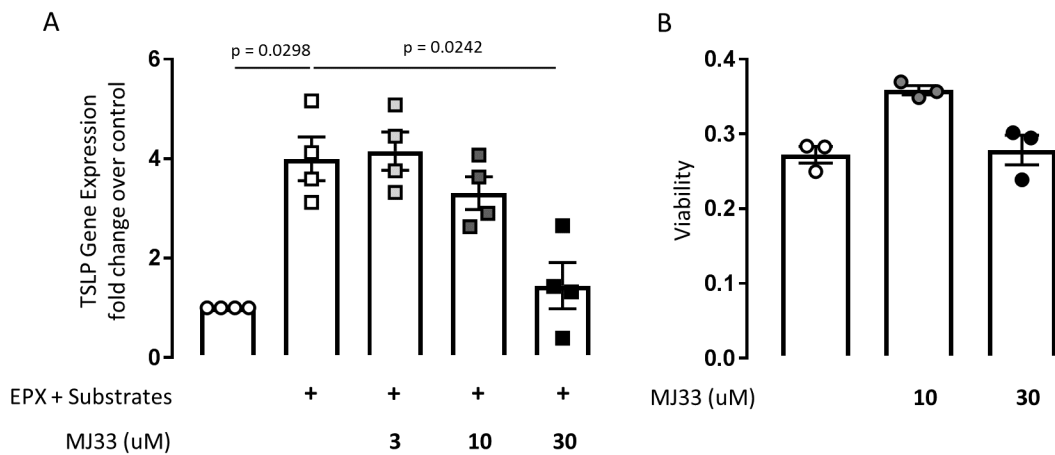 A
p = 0.0298
p = 0.0242
TSLP Gene Expression
fold change over control
6
4
2
0
EPX + Substrates + + + +
MJ33 (uM) 3 10 30
B
Viability
0.4
0.3
0.2
0.1
0.0
MJ33 (uM) 10 30